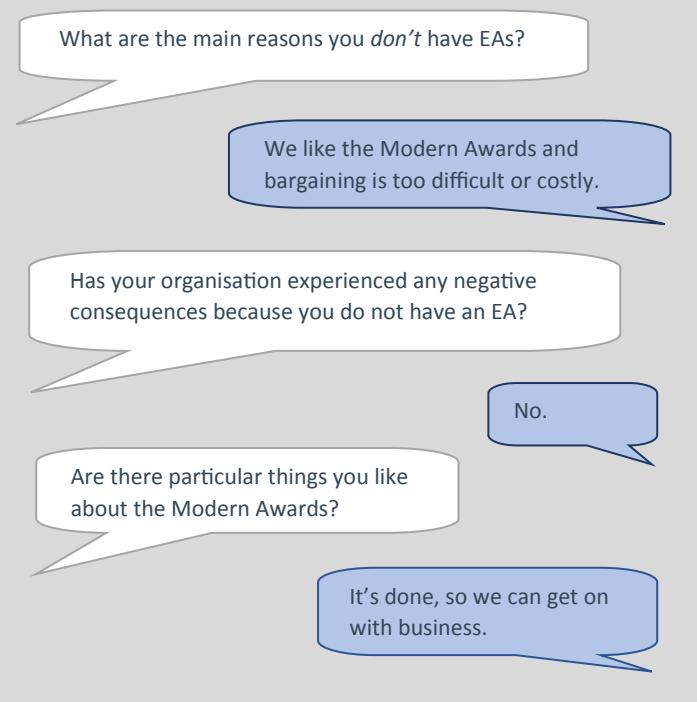 What are the main reasons you don't have EAs?
We like the Modern Awards and
bargaining is too difficult or costly.
Has your organisation experienced any negative
consequences because you do not have an EA?
No.
Are there particular things you like
about the Modern Awards?
It's done, so we can get on
with business.